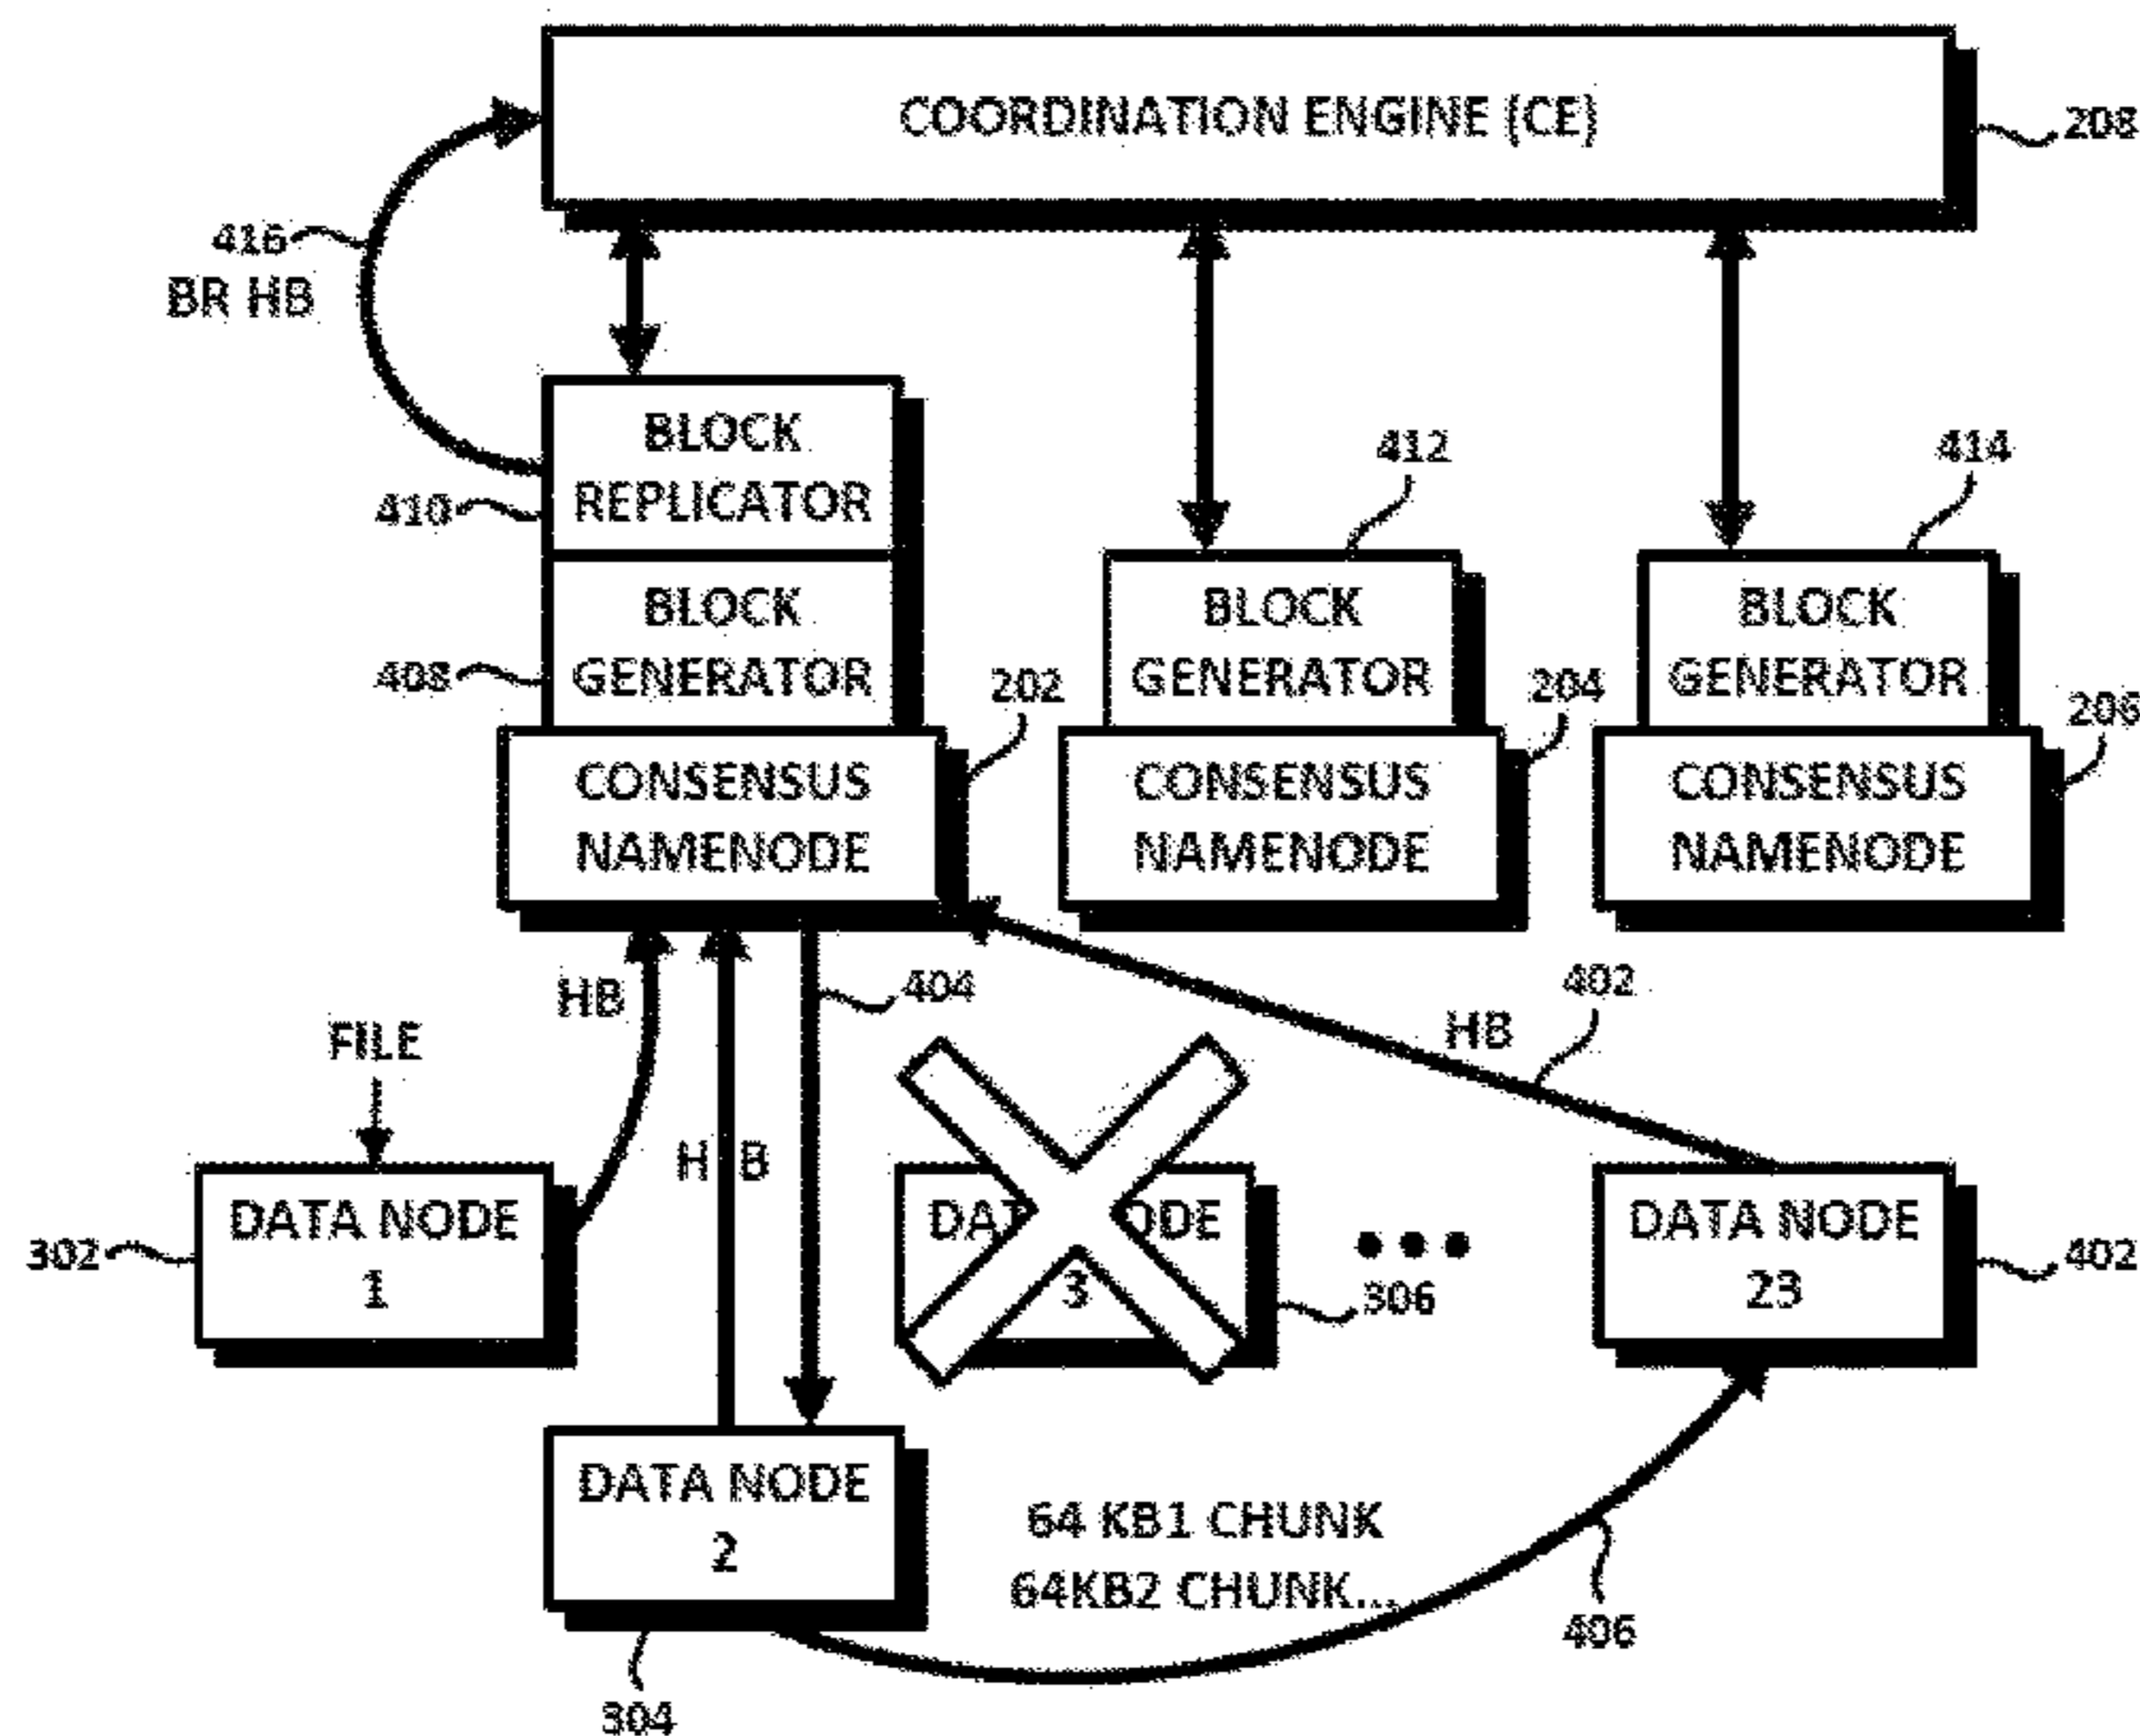 COORDINATION ENGINE (CE)
208
416
BR HB
BLOCK
REPLICATOR
410
412
414
BLOCK
GENERATOR
408
202
BLOCK
GENERATOR
204
BLOCK
GENERATOR
206
CONSENSUS
NAMENODE
CONSENSUS
NAMENODE
CONSENSUS
NAMENODE
HB
404
402
HB
FILE
H B
DATA NODE
1
302
DAT ODE
3
306
DATA NODE
23
402
DATA NODE
2
304
64 KB1 CHUNK
64KB2 CHUNK...
406